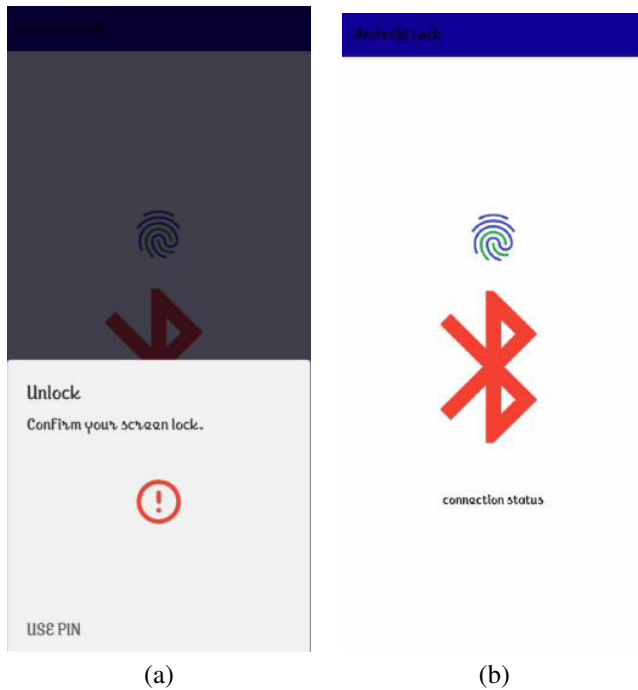 Android Lock
Unlock
Confirm your screen lock.
USE PIN
connection status
(a)
(b)